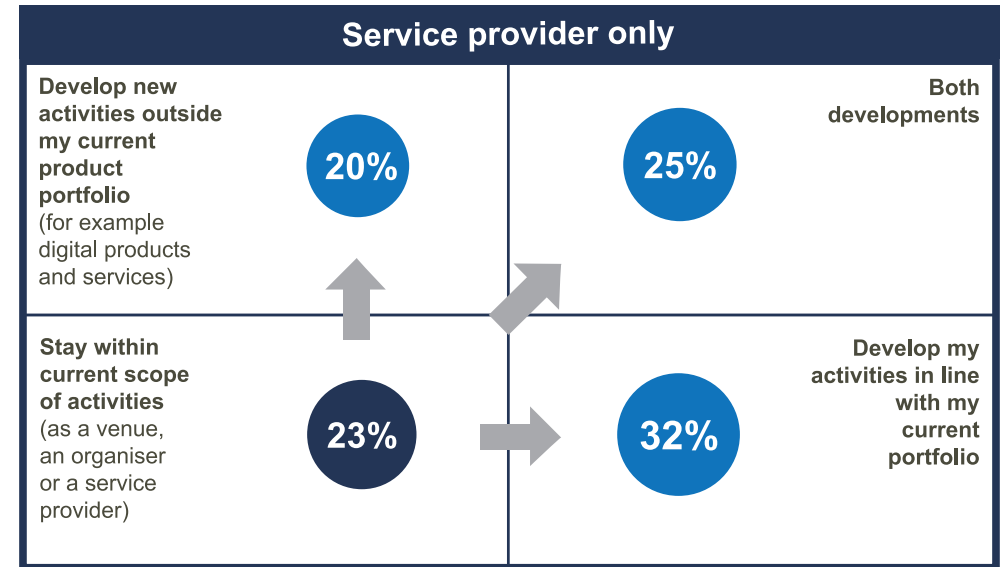 Service provider only
Develop new
activities outside
my current
product
portfolio
(for example
digital products
and services)
20%
25%
Both
developments
Stay within
current scope
of activities
(as a venue,
an organiser
or a service
provider)
23%
32%
Develop my
activities in line
with my
current
portfolio